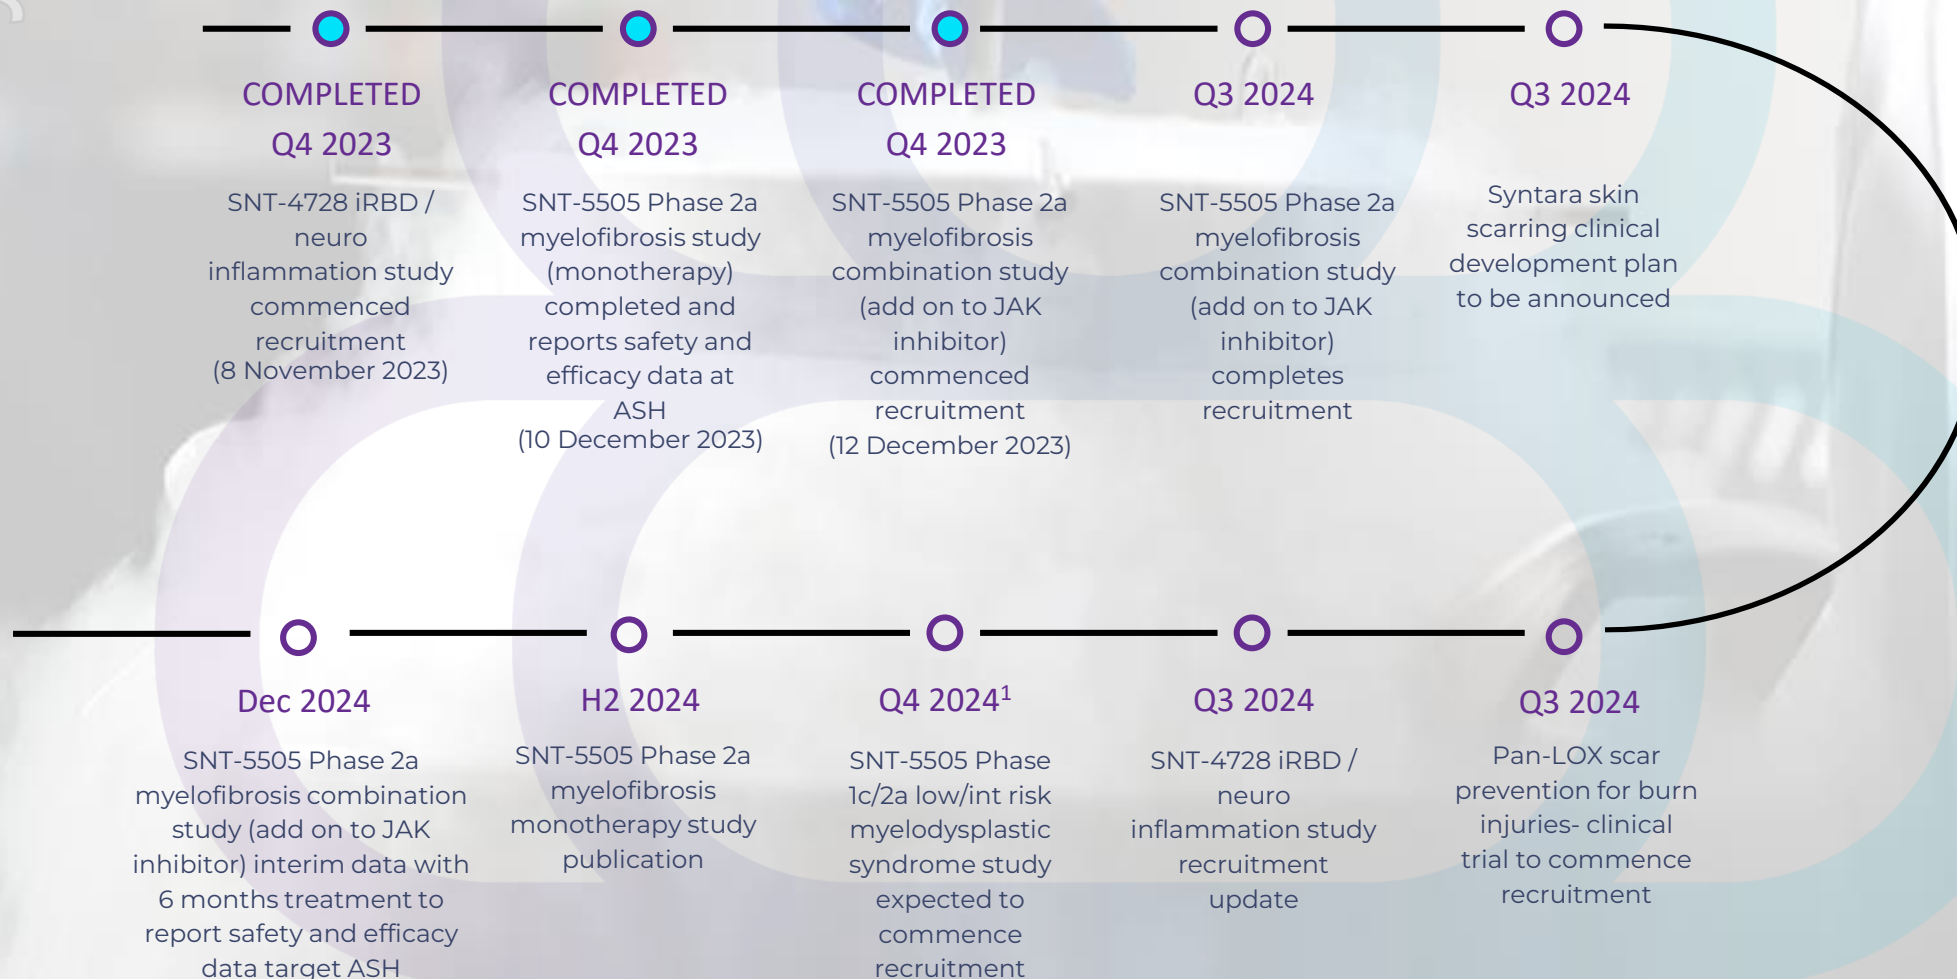 COMPLETED
Q4 2023
SNT-4728 iRBD /
neuro
inflammation study
commenced
recruitment
(8 November 2023)
COMPLETED
Q4 2023
SNT-5505 Phase 2a
myelofibrosis study
(monotherapy)
completed and
reports safety and
efficacy data at
ASH
(10 December 2023)
COMPLETED
Q4 2023
SNT-5505 Phase 2a
myelofibrosis
combination study
(add on to JAK
inhibitor)
commenced
recruitment
(12 December 2023)
Q3 2024
SNT-5505 Phase 2a
myelofibrosis
combination study
(add on to JAK
inhibitor)
completes
recruitment
Q3 2024
Syntara skin
scarring clinical
development plan
to be announced
Dec 2024
SNT-5505 Phase 2a
myelofibrosis combination
study (add on to JAK
inhibitor) interim data with
6 months treatment to
report safety and efficacy
data target ASH
H2 2024
SNT-5505 Phase 2a
myelofibrosis
monotherapy study
publication
Q4 2024¹
SNT-5505 Phase
1c/2a low/int risk
myelodysplastic
syndrome study
expected to
commence
recruitment
Q3 2024
SNT-4728 iRBD /
neuro
inflammation study
recruitment
update
Q3 2024
Pan-LOX scar
prevention for burn
injuries- clinical
trial to commence
recruitment